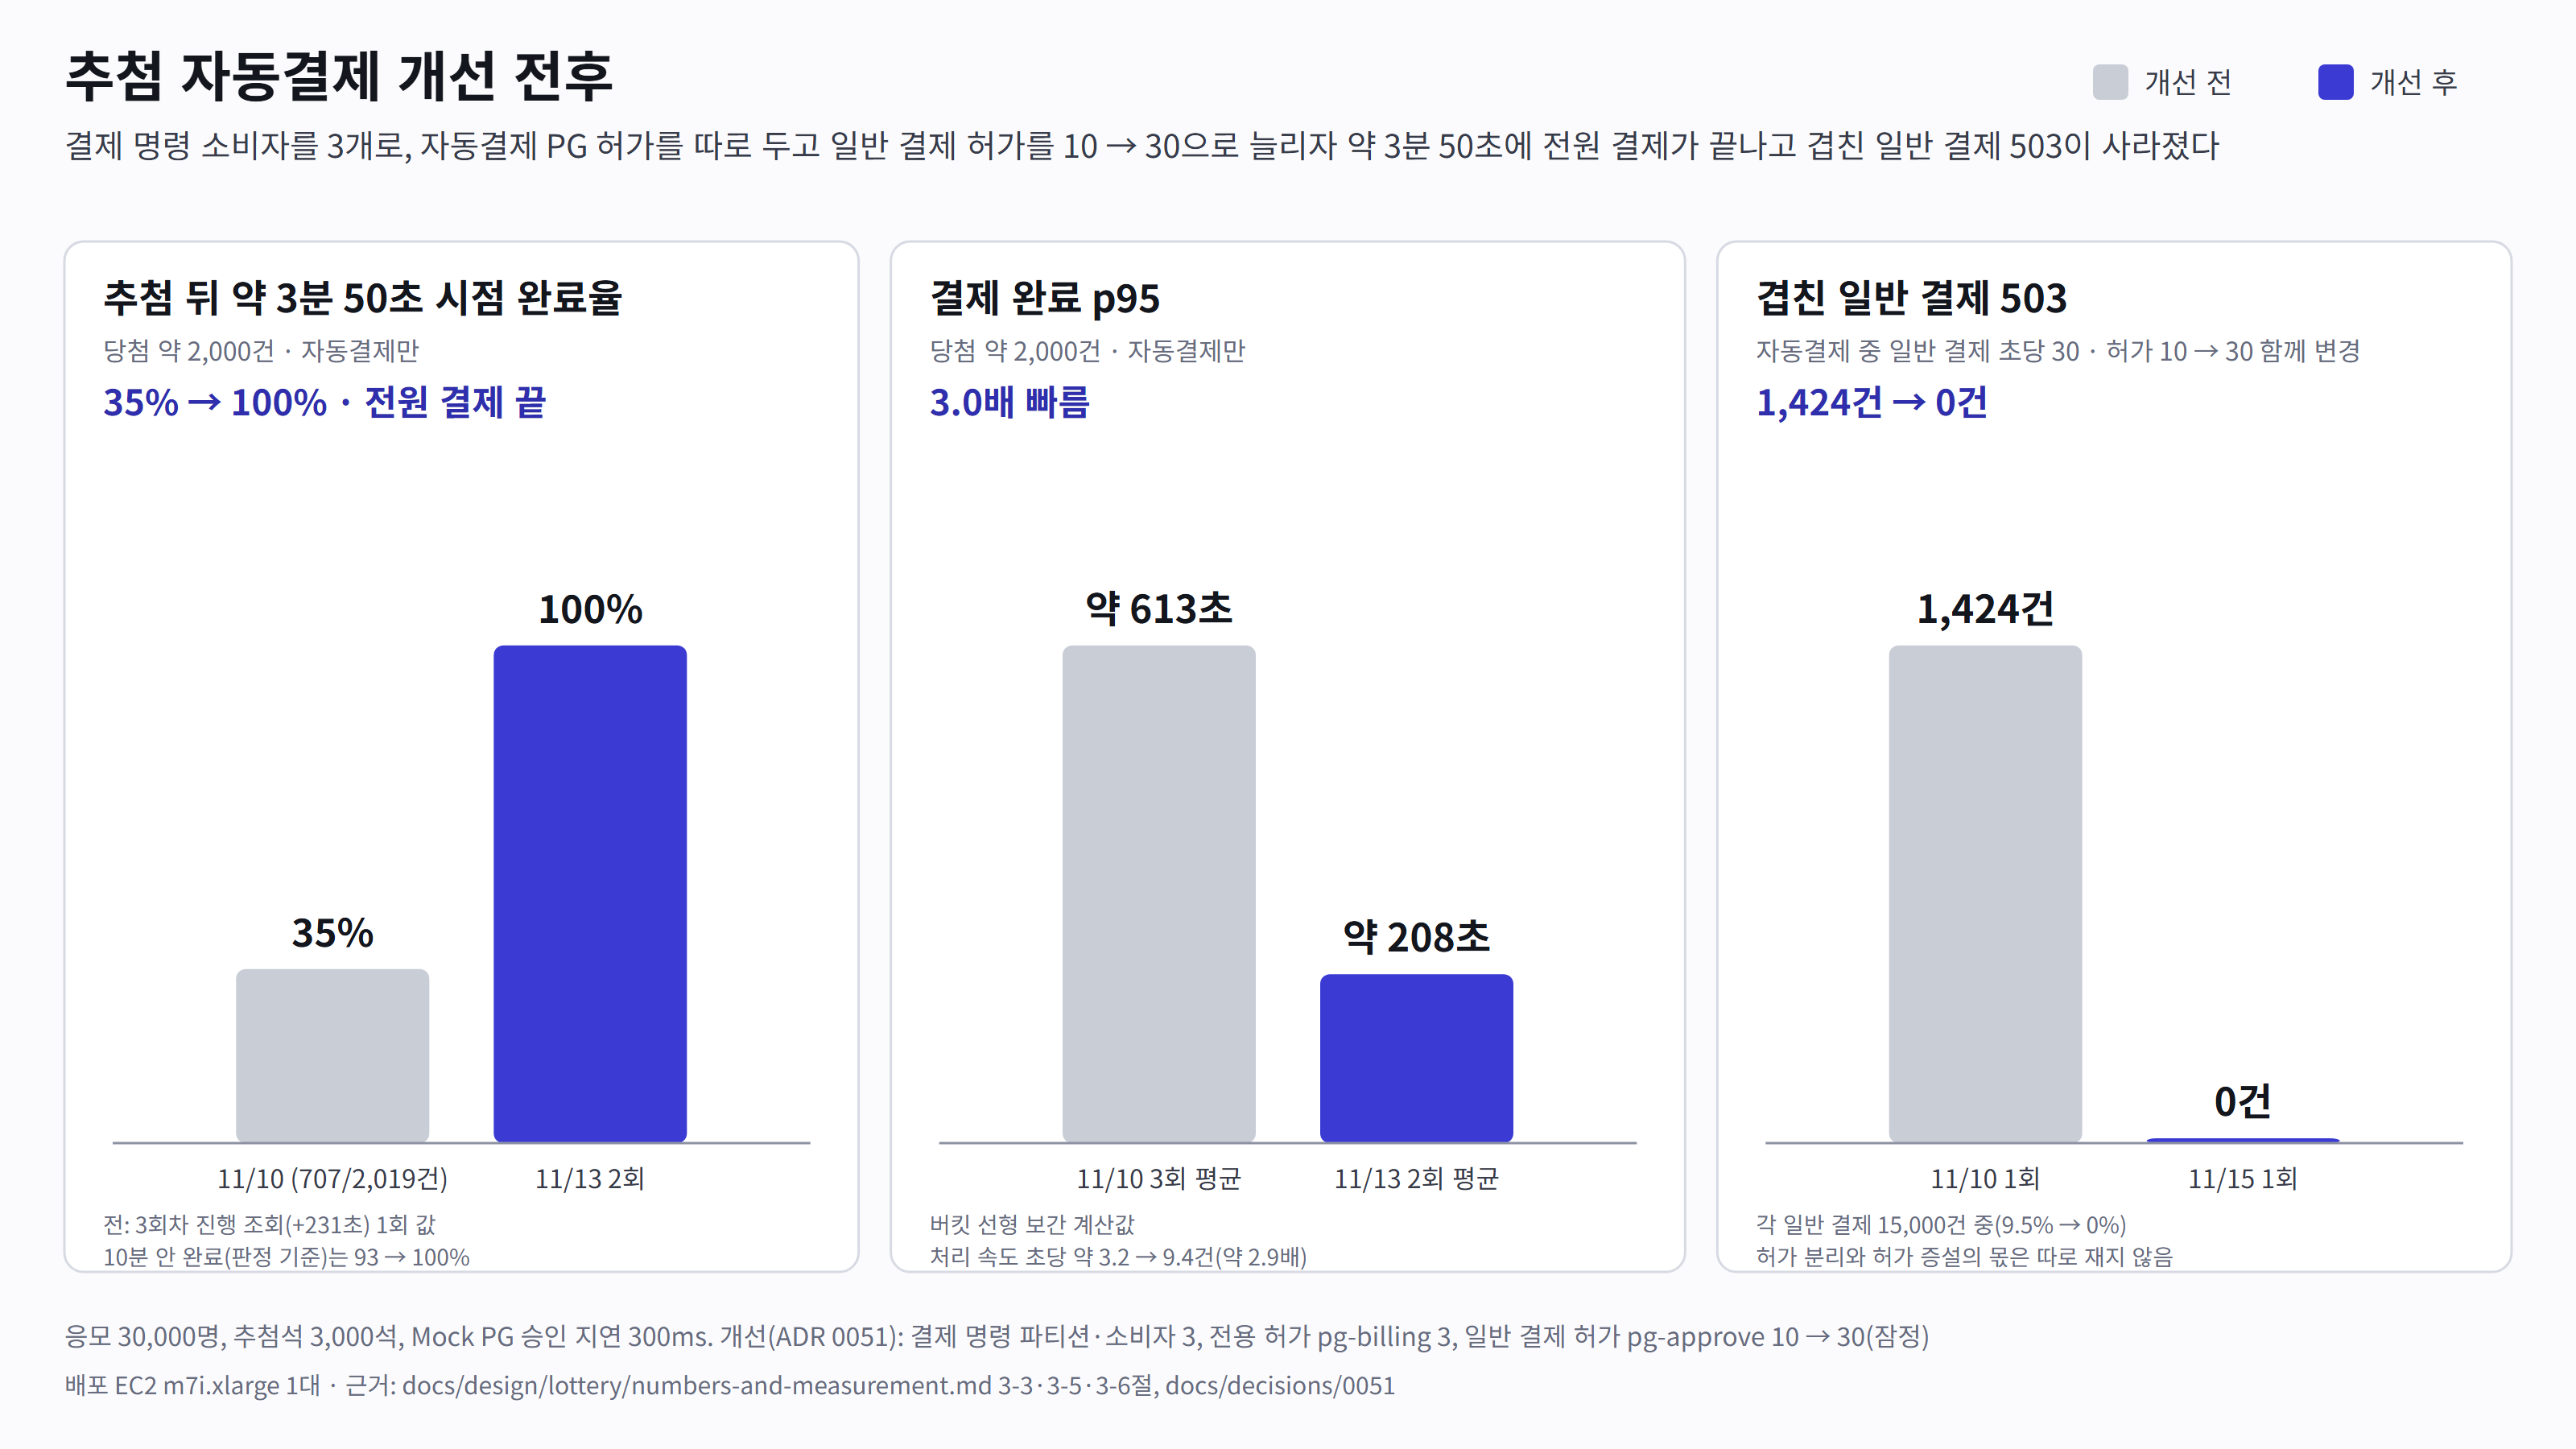 추첨 자동결제 개선 전후
개선 전
개선 후
결제 명령 소비자를 3개로, 자동결제 PG 허가를 따로 두고 일반 결제 허가를 10 → 30으로 늘리자 약 3분 50초에 전원 결제가 끝나고 겹친 일반 결제 503이 사라졌다
추첨 뒤 약 3분 50초 시점 완료율
당첨 약 2,000건 · 자동결제만
35% → 100% · 전원 결제 끝
100%
35%
11/10 (707/2,019건)
11/13 2회
전: 3회차 진행 조회(+231초) 1회 값
10분 안 완료(판정 기준)는 93 → 100%
결제 완료 p95
당첨 약 2,000건 · 자동결제만
3.0배 빠름
약 613초
약 208초
11/10 3회 평균
11/13 2회 평균
버킷 선형 보간 계산값
처리 속도 초당 약 3.2 → 9.4건(약 2.9배)
겹친 일반 결제 503
자동결제 중 일반 결제 초당 30 · 허가 10 → 30 함께 변경
1,424건 → 0건
1,424건
0건
11/10 1회
11/15 1회
각 일반 결제 15,000건 중(9.5% → 0%)
허가 분리와 허가 증설의 몫은 따로 재지 않음
응모 30,000명, 추첨석 3,000석, Mock PG 승인 지연 300ms. 개선(ADR 0051): 결제 명령 파티션·소비자 3, 전용 허가 pg-billing 3, 일반 결제 허가 pg-approve 10 → 30(잠정)
배포 EC2 m7i.xlarge 1대 · 근거: docs/design/lottery/numbers-and-measurement.md 3-3·3-5·3-6절, docs/decisions/0051